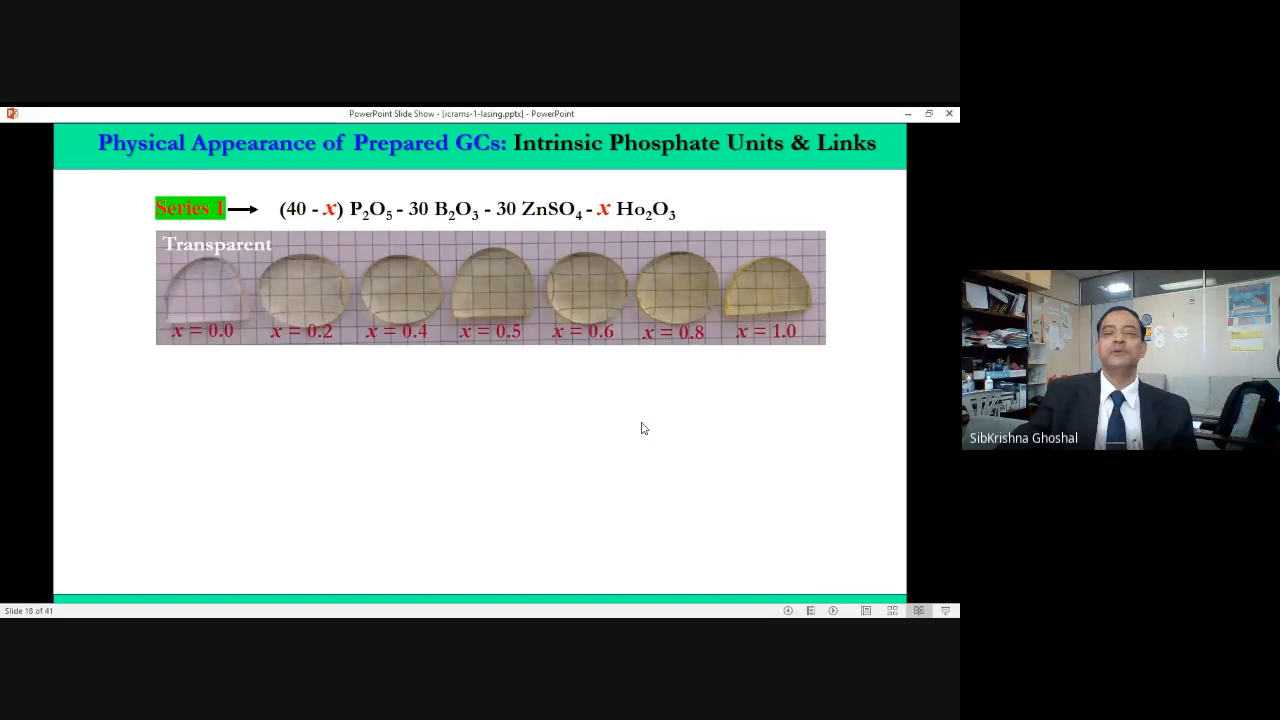 PowerPoint Slide Show - [icrams-1-lasing.pptx] - PowerPoint
Physical Appearance of Prepared GCs: Intrinsic Phosphate Units & Links
Series 1 → (40 - x) P₂O₅ - 30 B₂O₃ - 30 ZnSO₄ - x Ho₂O₃
Transparent
x = 0.0 x = 0.2 x = 0.4 x = 0.5 x = 0.6 x = 0.8 x = 1.0
SibKrishna Ghoshal
Slide 18 of 41